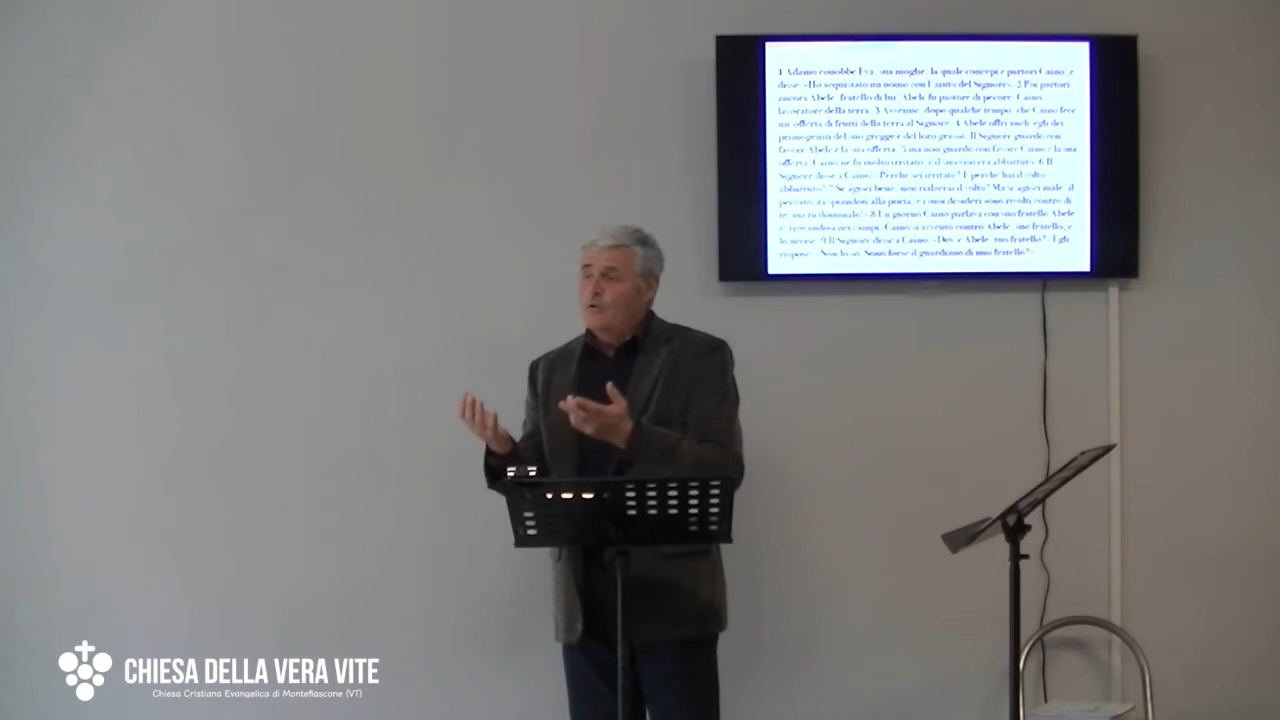 1 Adamo conobbe Eva, sua moglie, la quale concepì e partorì Caino, e
disse: «Ho acquistato un uomo con l'aiuto del Signore». 2 Poi partorì
ancora Abele, fratello di lui. Abele fu pastore di pecore; Caino
lavoratore della terra. 3 Avvenne, dopo qualche tempo, che Caino fece
un' offerta di frutti della terra al Signore. 4 Abele offrì anch' egli dei
primogeniti del suo gregge e del loro grasso. Il Signore guardò con
favore Abele e la sua offerta, 5 ma non guardò con favore Caino e la sua
offerta. Caino ne fu molto irritato, e il suo viso era abbattuto. 6 Il
Signore disse a Caino: «Perché sei irritato? E perché hai il volto
abbattuto? 7 Se agisci bene, non rialzerai il volto? Ma se agisci male, il
peccato sta spiandoti alla porta, e i suoi desideri sono rivolti contro di
te; ma tu dominalo!» 8 Un giorno Caino parlava con suo fratello Abele
e, trovandosi nei campi, Caino si avventò contro Abele, suo fratello, e
lo uccise. 9 Il Signore disse a Caino: «Dov' è Abele, tuo fratello?» Egli
rispose: «Non lo so. Sono forse il guardiano di mio fratello?»
CHIESA DELLA VERA VITE
Chiesa Cristiana Evangelica di Montefiascone (VT)